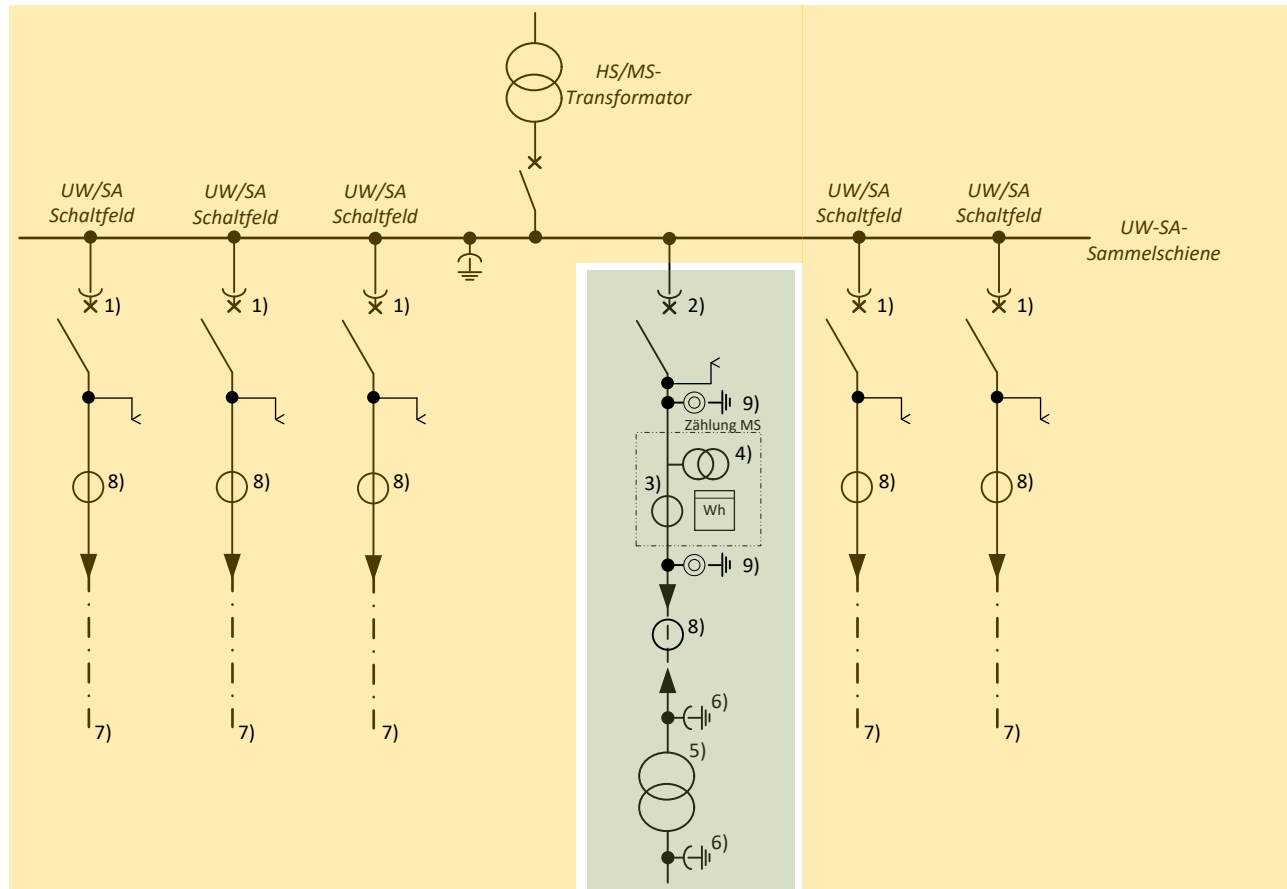 HS/MS-
Transformator
UW/SA
Schaltfeld
UW/SA
Schaltfeld
UW/SA
Schaltfeld
UW/SA
Schaltfeld
UW/SA
Schaltfeld
UW-SA-
Sammelschiene
1)
1)
1)
2)
1)
1)
9)
Zählung MS
4)
3)
Wh
8)
8)
8)
8)
8)
9)
8)
6)
7)
7)
7)
5)
7)
7)
6)